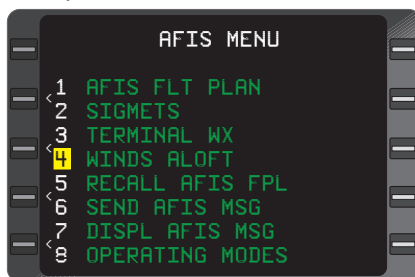 AFIS MENU
1 AFIS FLT PLAN
2 SIGMETS
3 TERMINAL WX
4 WINDS ALOFT
5 RECALL AFIS FPL
6 SEND AFIS MSG
7 DISPL AFIS MSG
8 OPERATING MODES